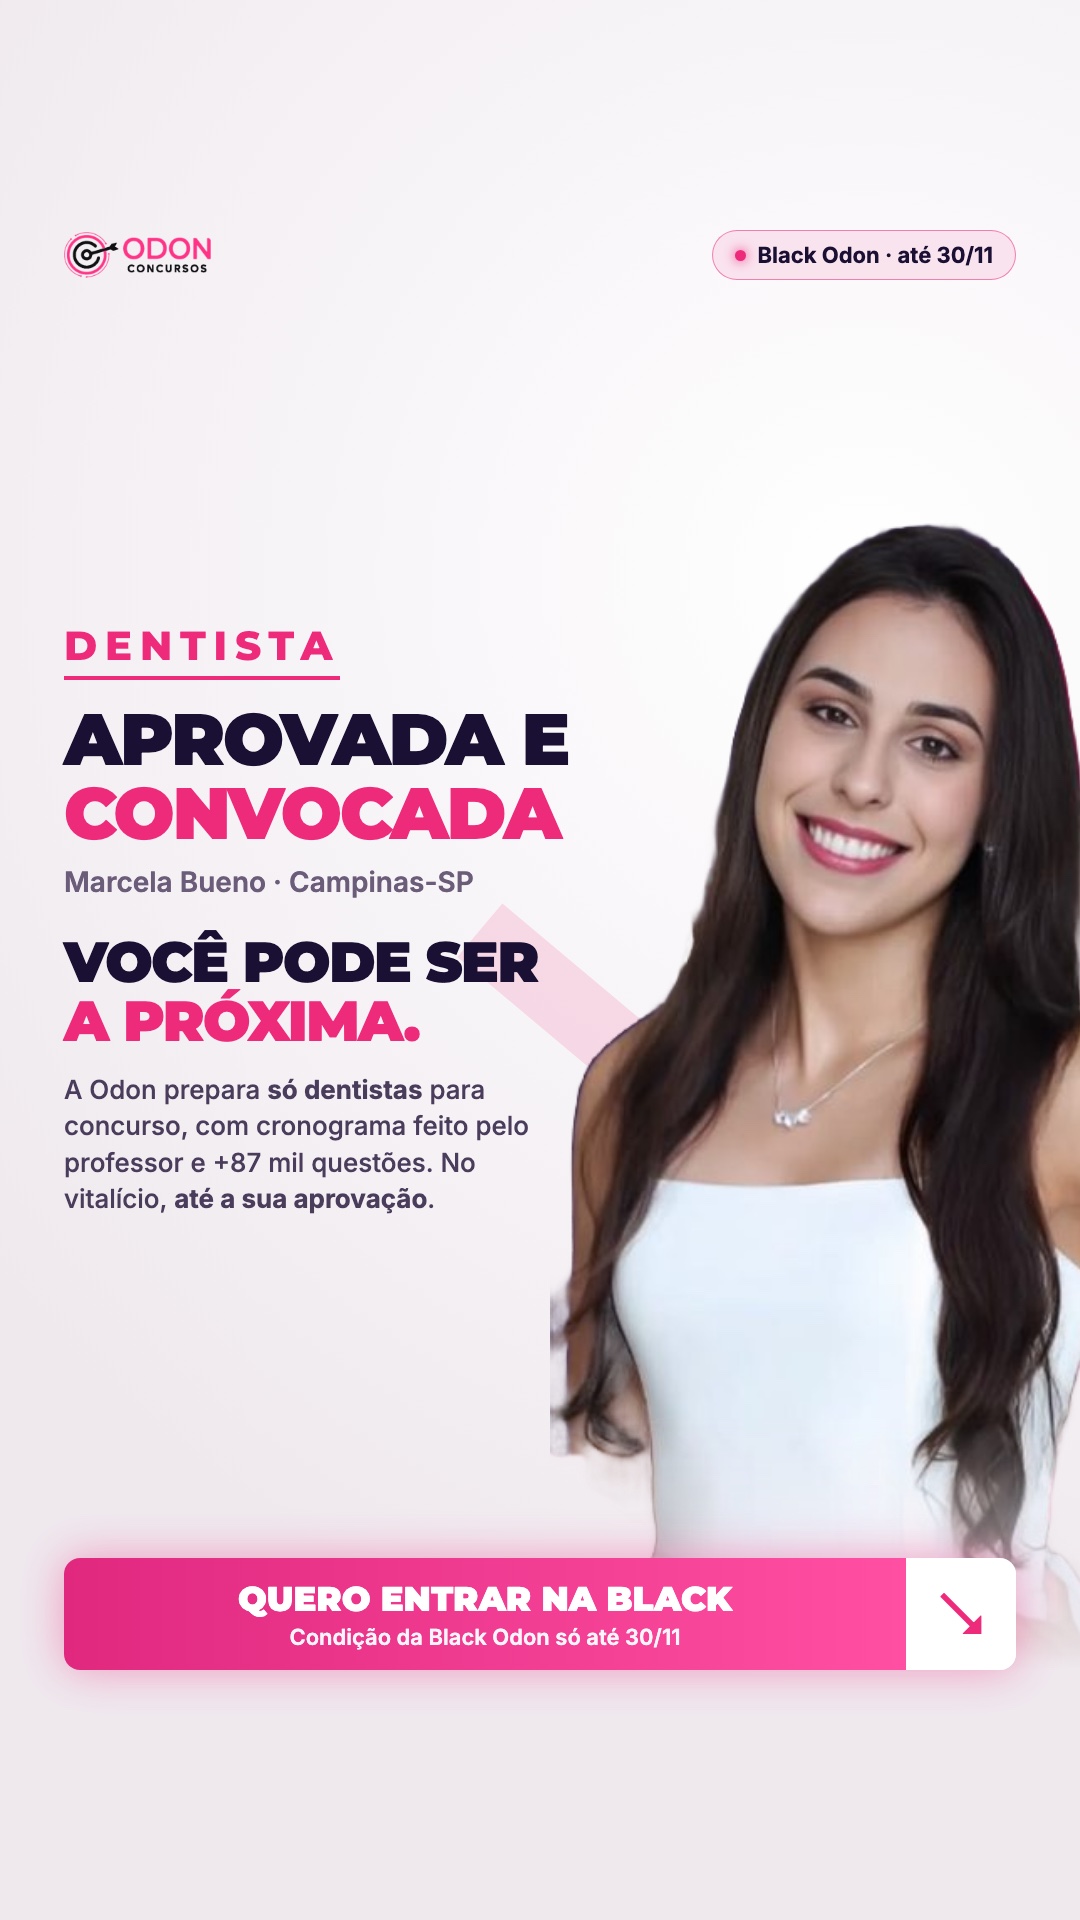 ODON
CONCURSOS
Black Odon · até 30/11
DENTISTA
APROVADA E
CONVOCADA
Marcela Bueno · Campinas-SP
VOCÊ PODE SER
A PRÓXIMA.
A Odon prepara só dentistas para
concurso, com cronograma feito pelo
professor e +87 mil questões. No
vitalício, até a sua aprovação.
QUERO ENTRAR NA BLACK
Condição da Black Odon só até 30/11